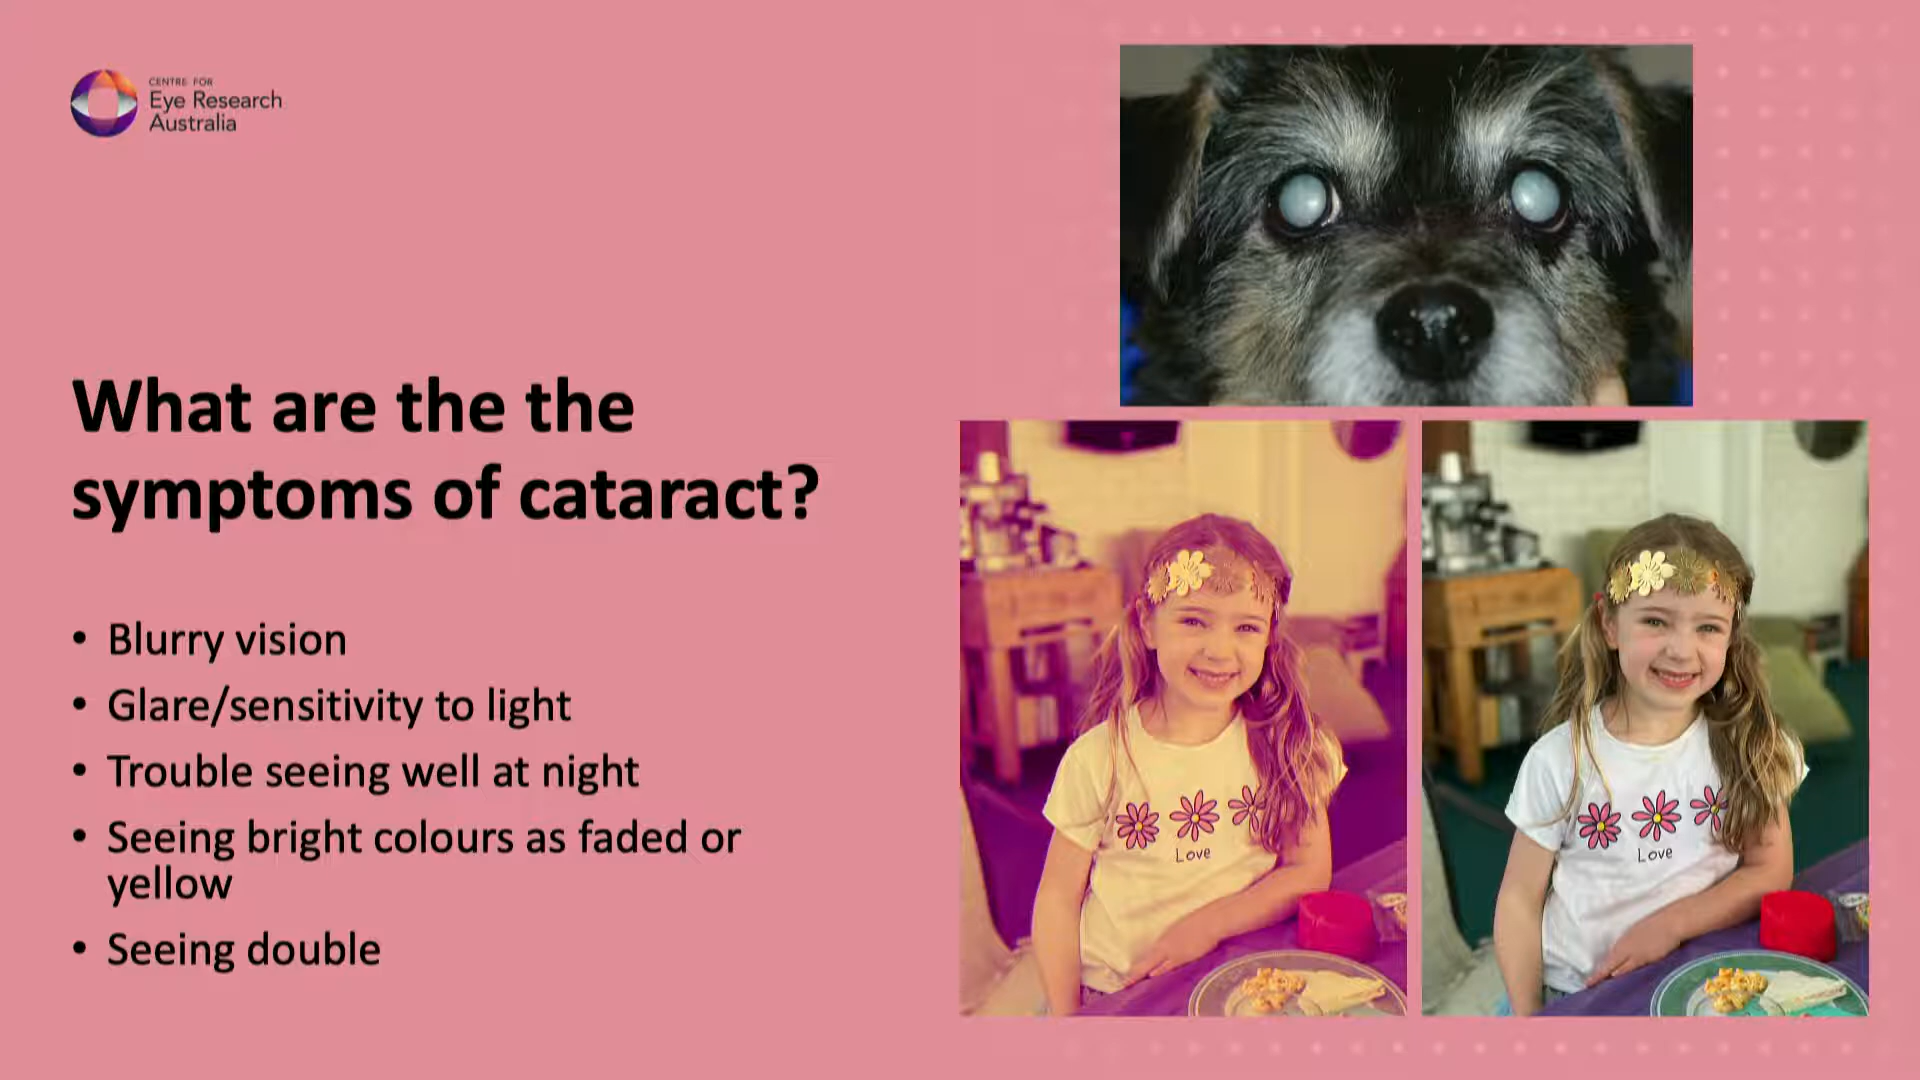 CENTRE FOR
Eye Research
Australia
What are the the
symptoms of cataract?
• Blurry vision
• Glare/sensitivity to light
• Trouble seeing well at night
• Seeing bright colours as faded or
yellow
• Seeing double
Love
Love